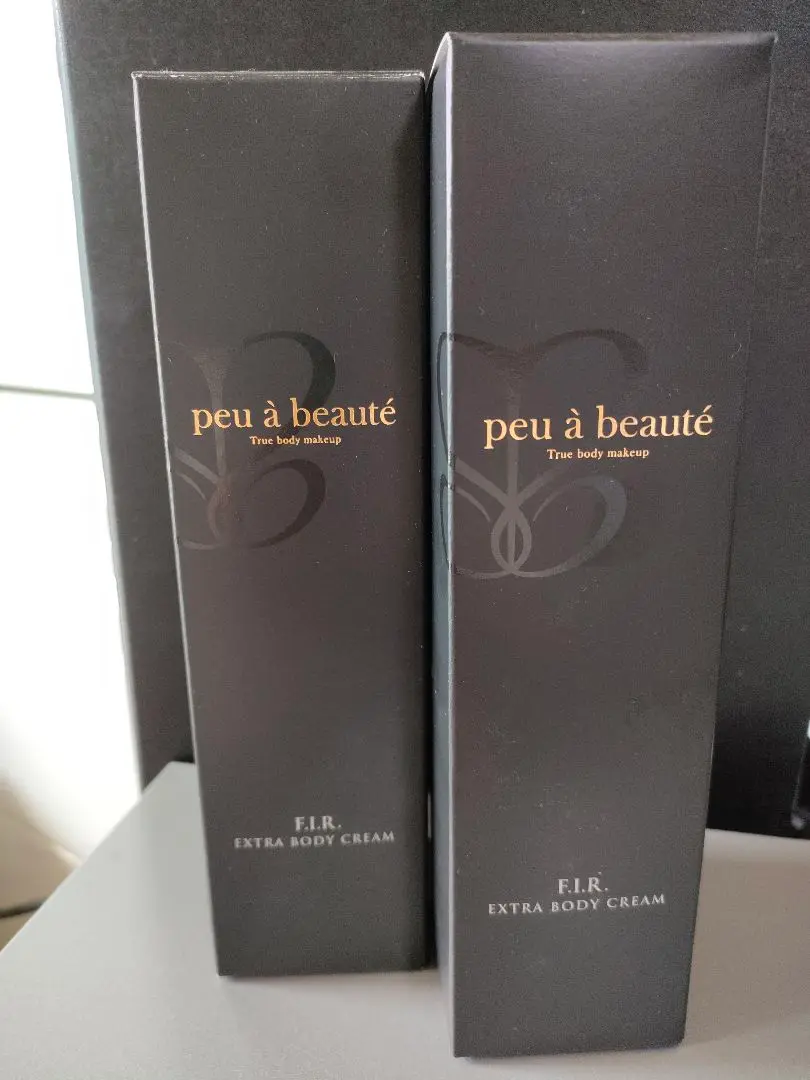 peu à beauté
True body makeup
F.I.R.
EXTRA BODY CREAM
peu à beauté
True body makeup
F.I.R.
EXTRA BODY CREAM